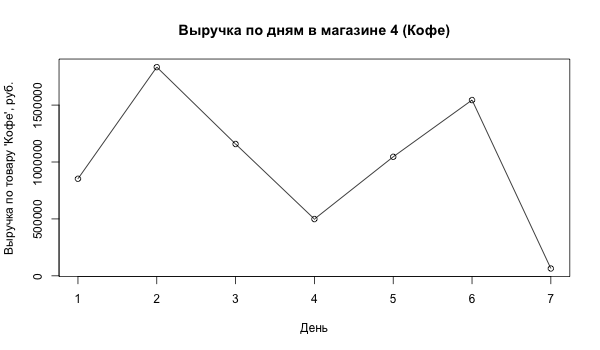 Выручка по дням в магазине 4 (Кофе)
Выручка по товару 'Кофе', руб.
1500000
1000000
500000
0
1 2 3 4 5 6 7
День